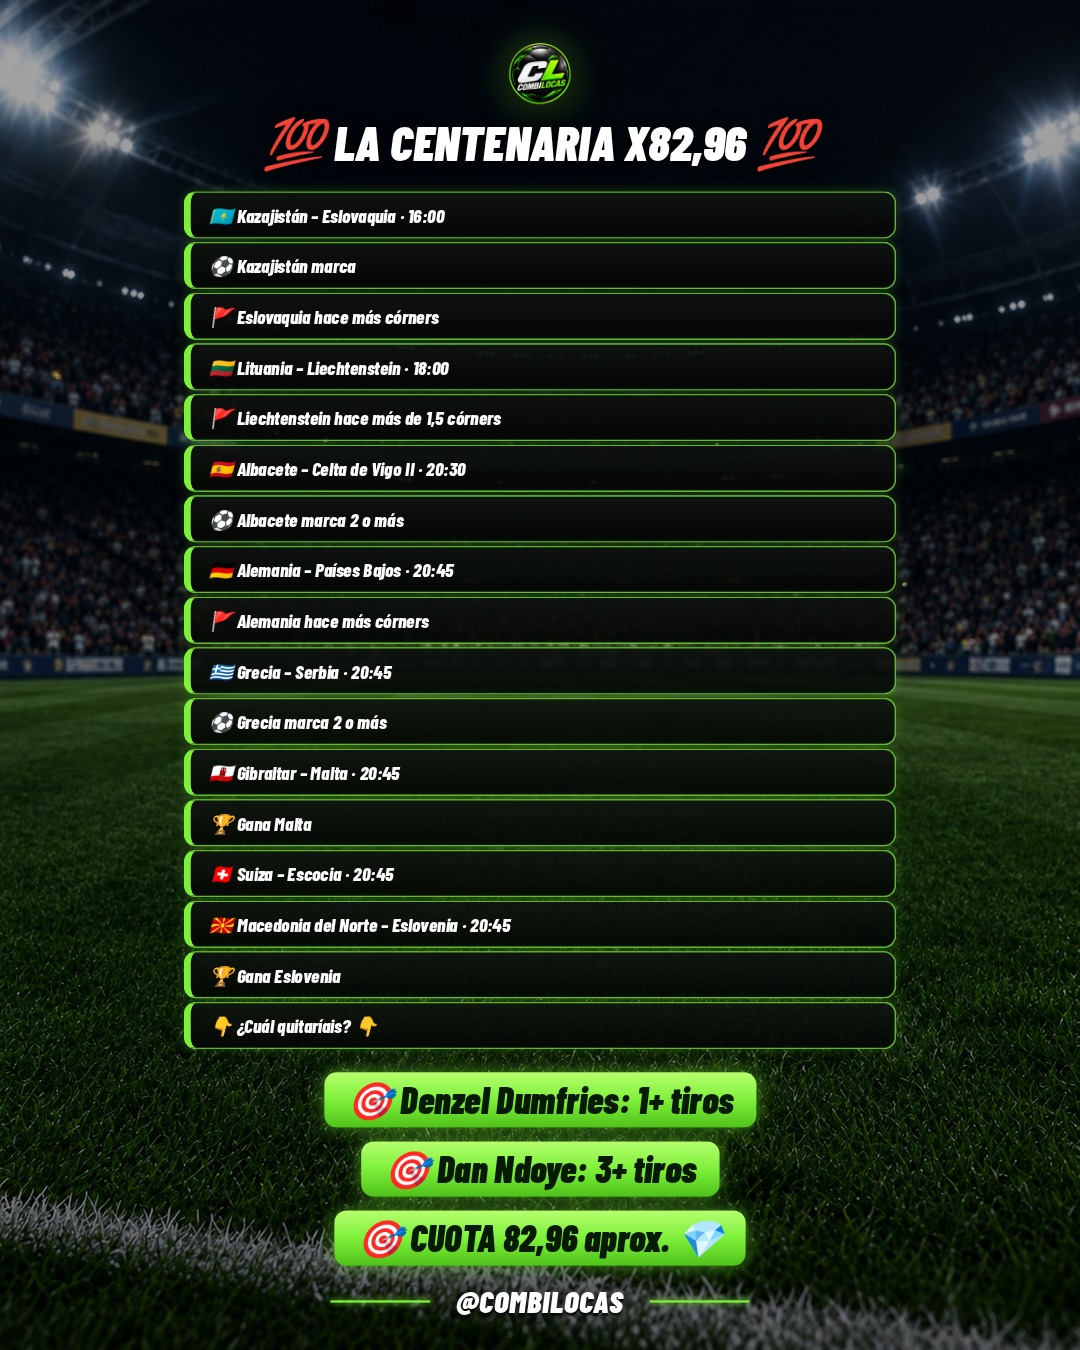 CL
COMBILOCAS
💯 LA CENTENARIA X82,96 💯
🇰🇿 Kazajistán – Eslovaquia · 16:00
⚽ Kazajistán marca
🚩 Eslovaquia hace más córners
🇱🇹 Lituania – Liechtenstein · 18:00
🚩 Liechtenstein hace más de 1,5 córners
🇪🇸 Albacete – Celta de Vigo II · 20:30
⚽ Albacete marca 2 o más
🇩🇪 Alemania – Países Bajos · 20:45
🚩 Alemania hace más córners
🇬🇷 Grecia – Serbia · 20:45
⚽ Grecia marca 2 o más
🇬🇮 Gibraltar – Malta · 20:45
🏆 Gana Malta
🇨🇭 Suiza – Escocia · 20:45
🇲🇰 Macedonia del Norte – Eslovenia · 20:45
🏆 Gana Eslovenia
👇 ¿Cuál quitaríais? 👇
🎯 Denzel Dumfries: 1+ tiros
🎯 Dan Ndoye: 3+ tiros
🎯 CUOTA 82,96 aprox. 💎
@COMBILOCAS